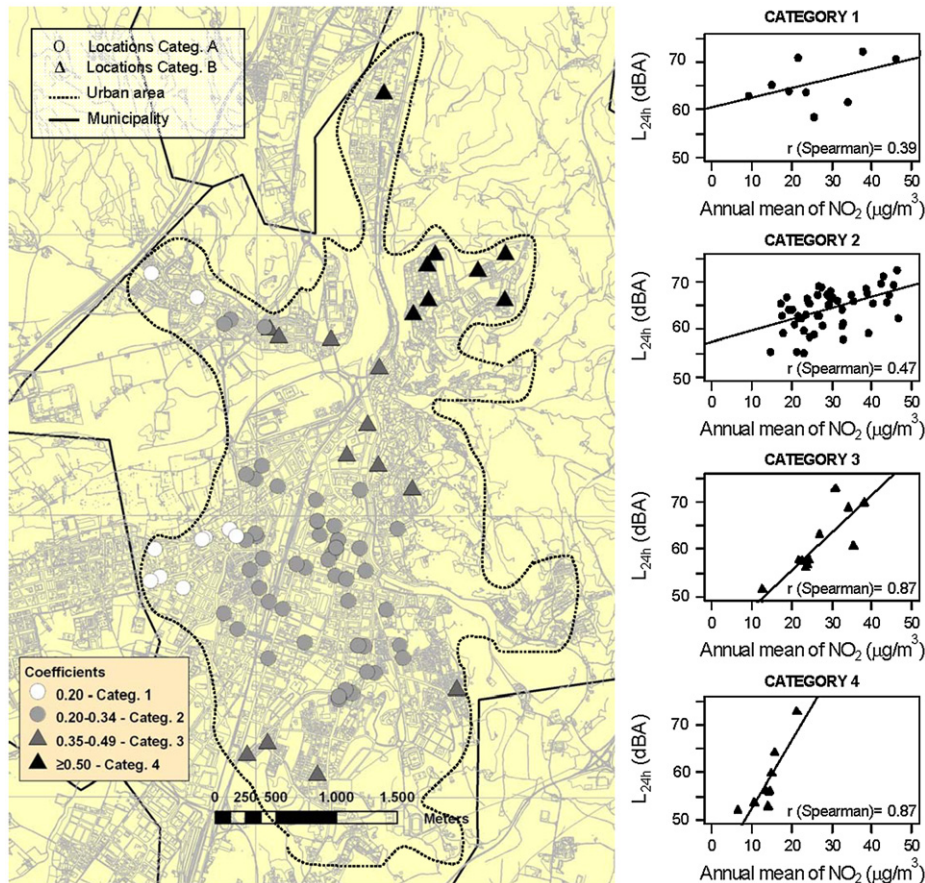 O Locations Categ. A
Δ Locations Categ. B
Urban area
Municipality
Coefficients
0.20 - Categ. 1
0.20-0.34 - Categ. 2
0.35-0.49 - Categ. 3
≥0.50 - Categ. 4
0 250 500 1.000 1.500
Meters
CATEGORY 1
L24h (dBA)
70
60
50
r (Spearman)= 0.39
0 10 20 30 40 50
Annual mean of NO2 (µg/m3)
CATEGORY 2
L24h (dBA)
70
60
50
r (Spearman)= 0.47
0 10 20 30 40 50
Annual mean of NO2 (µg/m3)
CATEGORY 3
L24h (dBA)
70
60
50
r (Spearman)= 0.87
0 10 20 30 40 50
Annual mean of NO2 (µg/m3)
CATEGORY 4
L24h (dBA)
70
60
50
r (Spearman)= 0.87
0 10 20 30 40 50
Annual mean of NO2 (µg/m3)